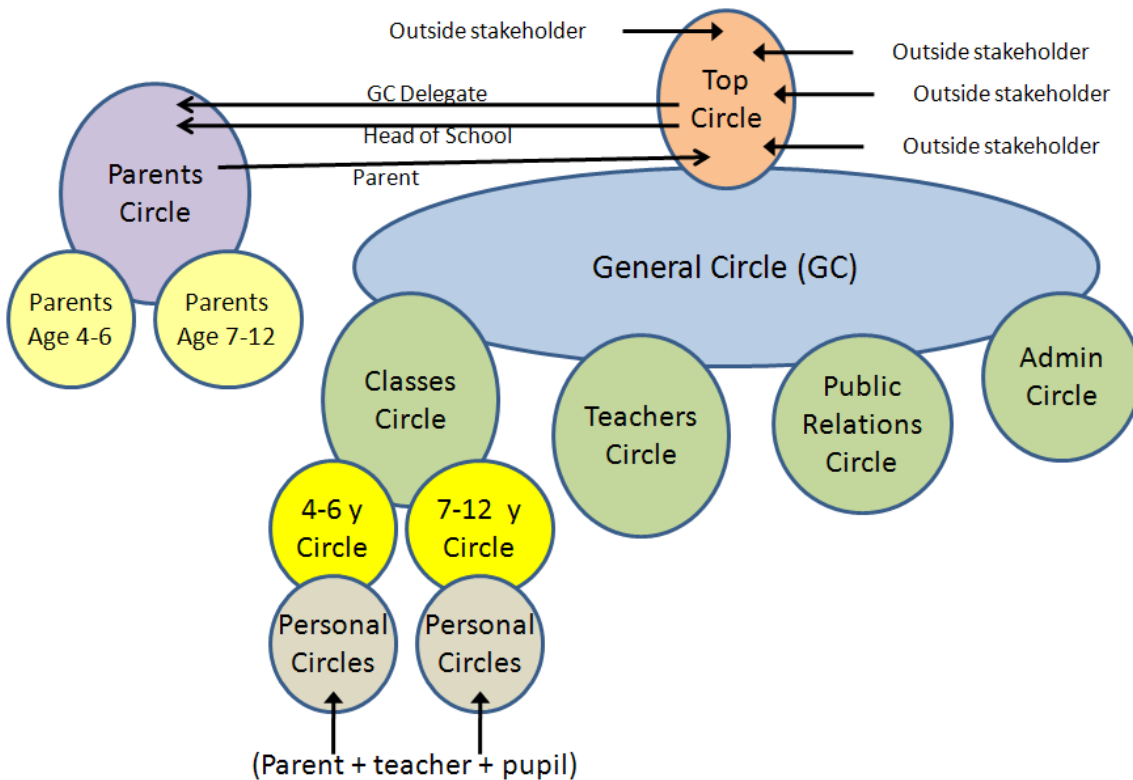 Outside stakeholder
Outside stakeholder
Top
Circle
GC Delegate
Outside stakeholder
Head of School
Outside stakeholder
Parents
Circle
Parent
General Circle (GC)
Parents
Age 4-6
Parents
Age 7-12
Classes
Circle
Teachers
Circle
Public
Relations
Circle
Admin
Circle
4-6 y
Circle
7-12 y
Circle
Personal
Circles
Personal
Circles
(Parent + teacher + pupil)